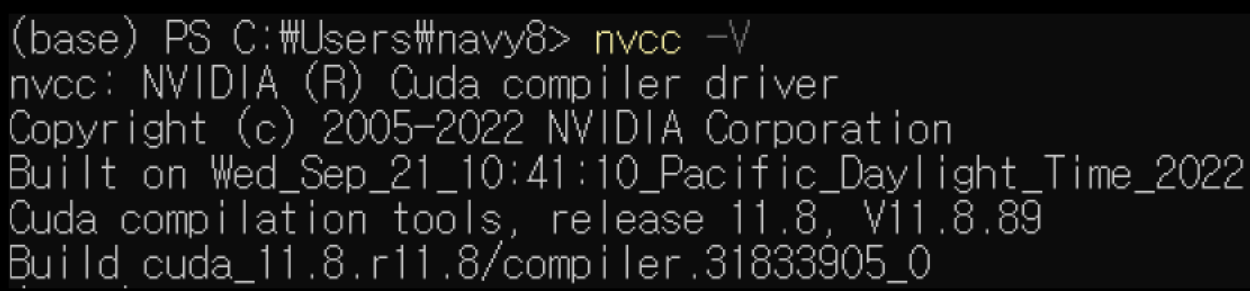 (base) PS C:₩Users₩navy8> nvcc -V
nvcc: NVIDIA (R) Cuda compiler driver
Copyright (c) 2005-2022 NVIDIA Corporation
Built on Wed_Sep_21_10:41:10_Pacific_Daylight_Time_2022
Cuda compilation tools, release 11.8, V11.8.89
Build cuda_11.8.r11.8/compiler.31833905_0